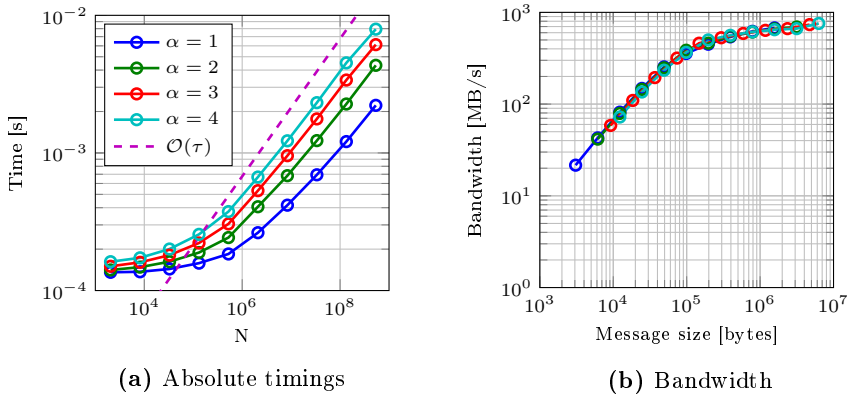 10^{-2}
10^{-3}
10^{-4}
Time [s]
α = 1
α = 2
α = 3
α = 4
𝒪(τ)
10^4
10^6
10^8
N
(a) Absolute timings
10^3
10^2
10^1
10^0
Bandwidth [MB/s]
10^3
10^4
10^5
10^6
10^7
Message size [bytes]
(b) Bandwidth